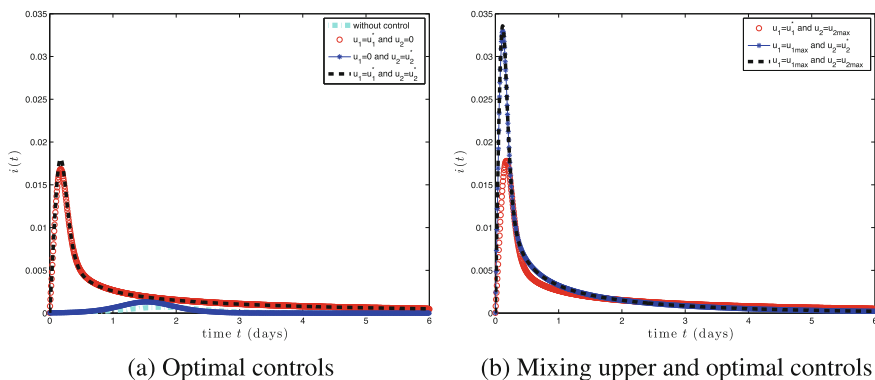 0.035
0.03
0.025
0.02
0.015
0.01
0.005
0
i(t)
0 1 2 3 4 5 6
time t (days)
without control
u1=u1* and u2=0
u1=0 and u2=u2*
u1=u1* and u2=u2*
(a) Optimal controls
0.035
0.03
0.025
0.02
0.015
0.01
0.005
0
i(t)
0 1 2 3 4 5 6
time t (days)
u1=u1* and u2=u2max
u1=u1max and u2=u2*
u1=u1max and u2=u2max
(b) Mixing upper and optimal controls